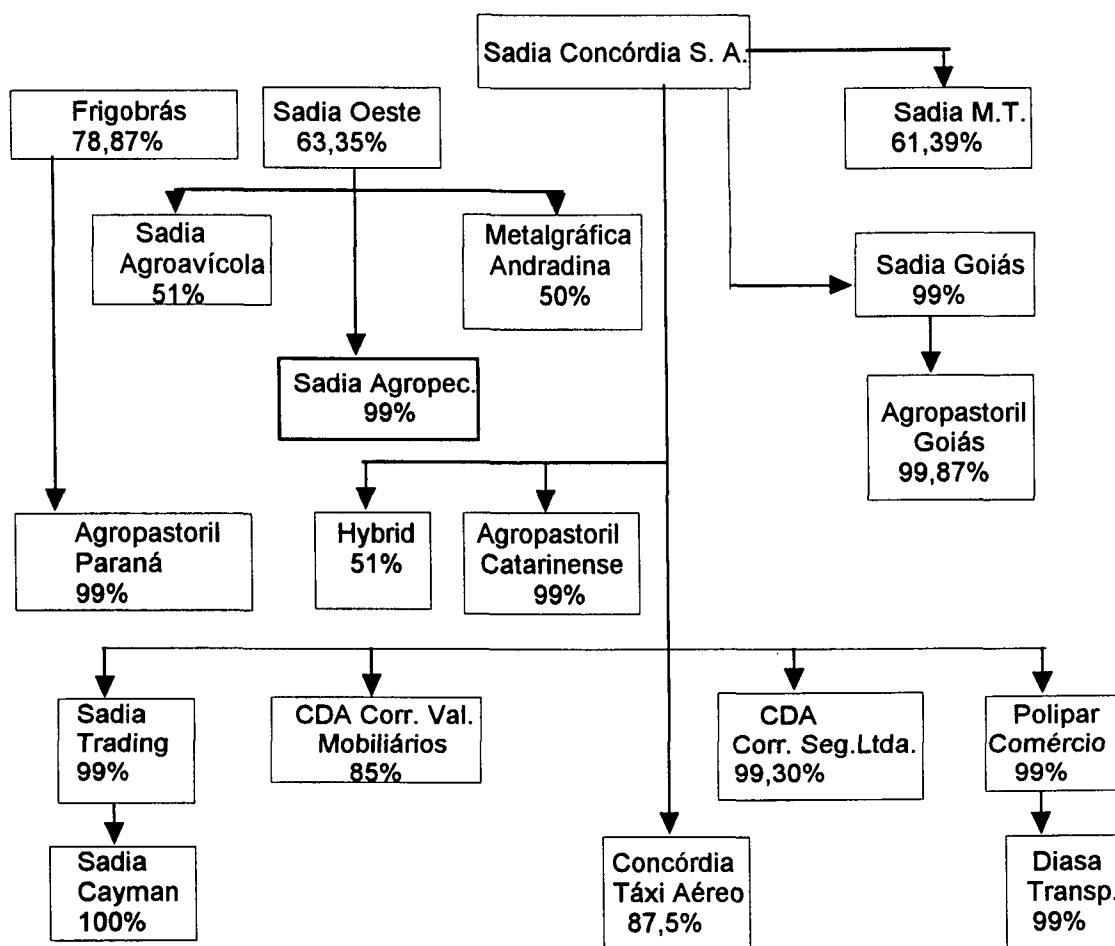 Sadia Concórdia S. A.
Frigobrás
78,87%
Sadia Oeste
63,35%
Sadia M.T.
61,39%
Sadia
Agroavícola
51%
Metalgráfica
Andradina
50%
Sadia Goiás
99%
Sadia Agropec.
99%
Agropastoril
Goiás
99,87%
Agropastoril
Paraná
99%
Hybrid
51%
Agropastoril
Catarinense
99%
Sadia
Trading
99%
CDA Corr. Val.
Mobiliários
85%
CDA
Corr. Seg.Ltda.
99,30%
Polipar
Comércio
99%
Sadia
Cayman
100%
Concórdia
Táxi Aéreo
87,5%
Diasa
Transp.
99%